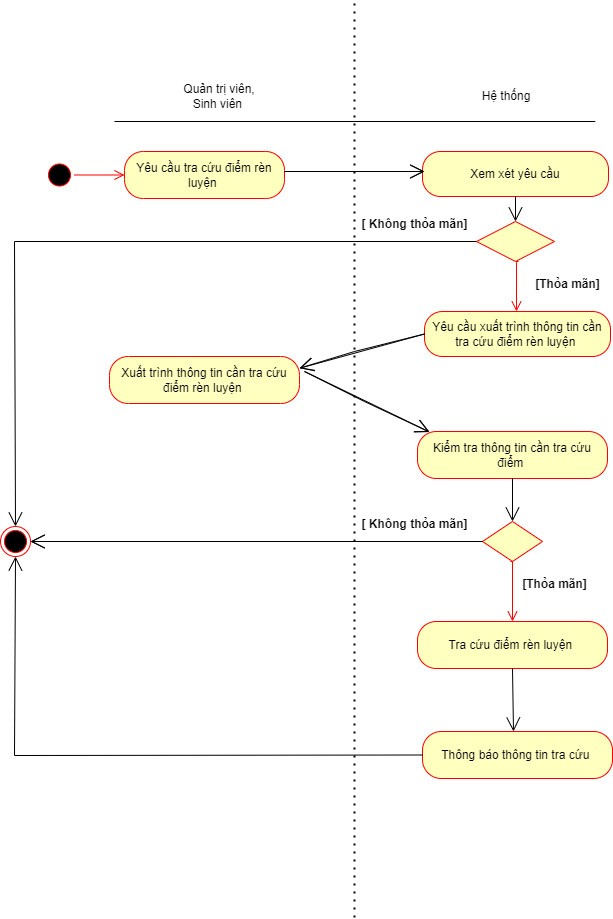 Quản trị viên,
Sinh viên
Hệ thống
Yêu cầu tra cứu điểm rèn
luyện
Xem xét yêu cầu
[ Không thỏa mãn]
[Thỏa mãn]
Yêu cầu xuất trình thông tin cần
tra cứu điểm rèn luyện
Xuất trình thông tin cần tra cứu
điểm rèn luyện
Kiểm tra thông tin cần tra cứu
điểm
[ Không thỏa mãn]
[Thỏa mãn]
Tra cứu điểm rèn luyện
Thông báo thông tin tra cứu